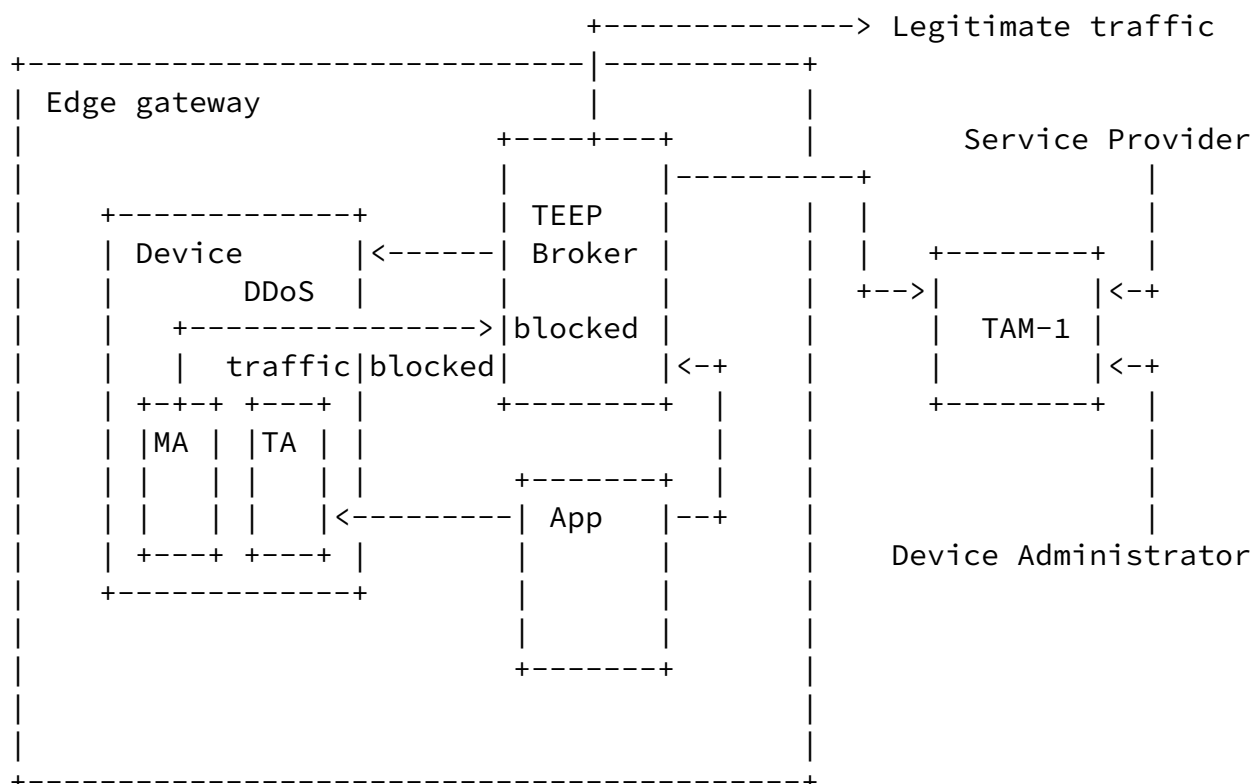 Legitimate traffic
Edge gateway
Service Provider
TEEP
Device Broker
DDoS
blocked TAM-1
traffic blocked
MA TA
App
Device Administrator